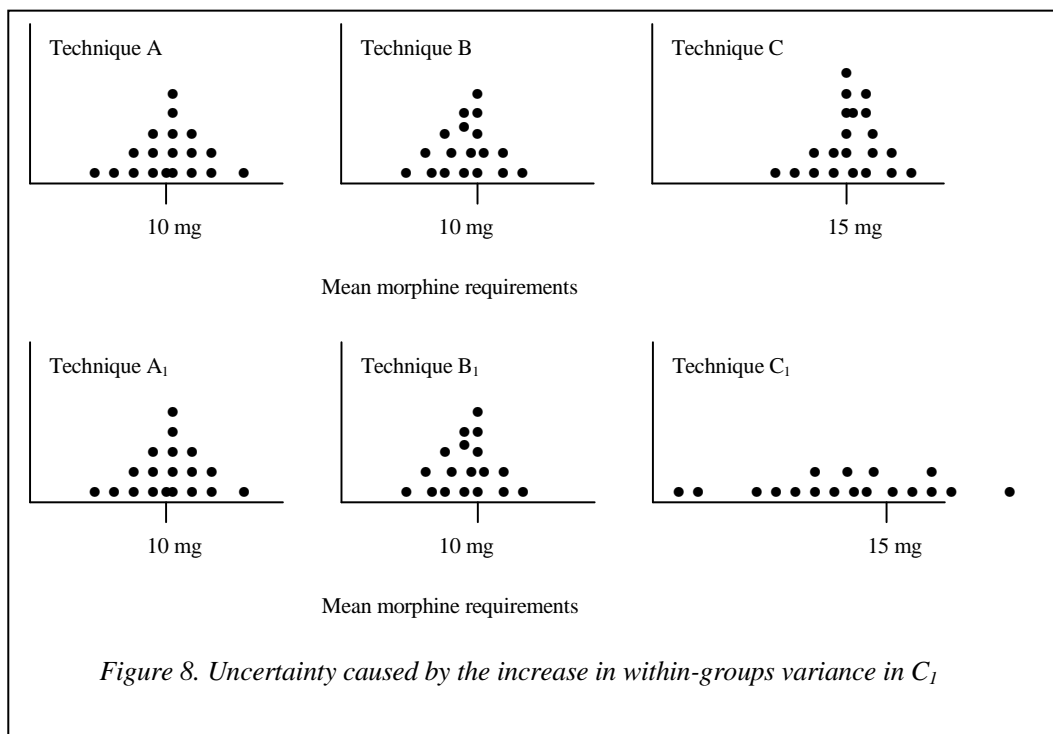 Technique A
Technique B
Technique C
10 mg
10 mg
15 mg
Mean morphine requirements
Technique A₁
Technique B₁
Technique C₁
10 mg
10 mg
15 mg
Mean morphine requirements
Figure 8. Uncertainty caused by the increase in within-groups variance in C₁